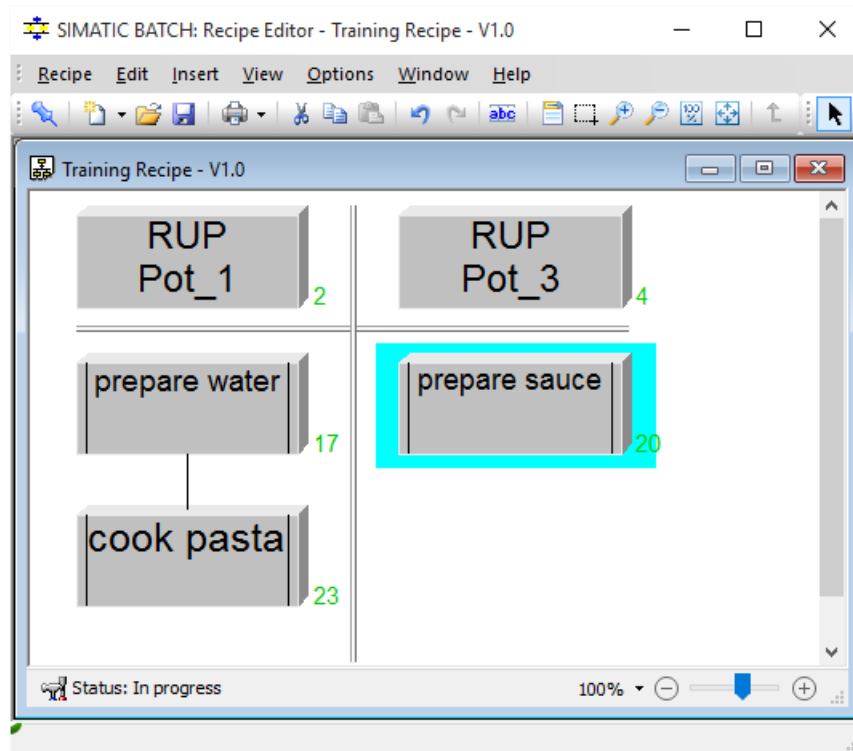 SIMATIC BATCH: Recipe Editor - Training Recipe - V1.0
Recipe Edit Insert View Options Window Help
abc
100
%
Training Recipe - V1.0
RUP
Pot_1
2
RUP
Pot_3
4
prepare water
17
prepare sauce
20
cook pasta
23
Status: In progress
100%